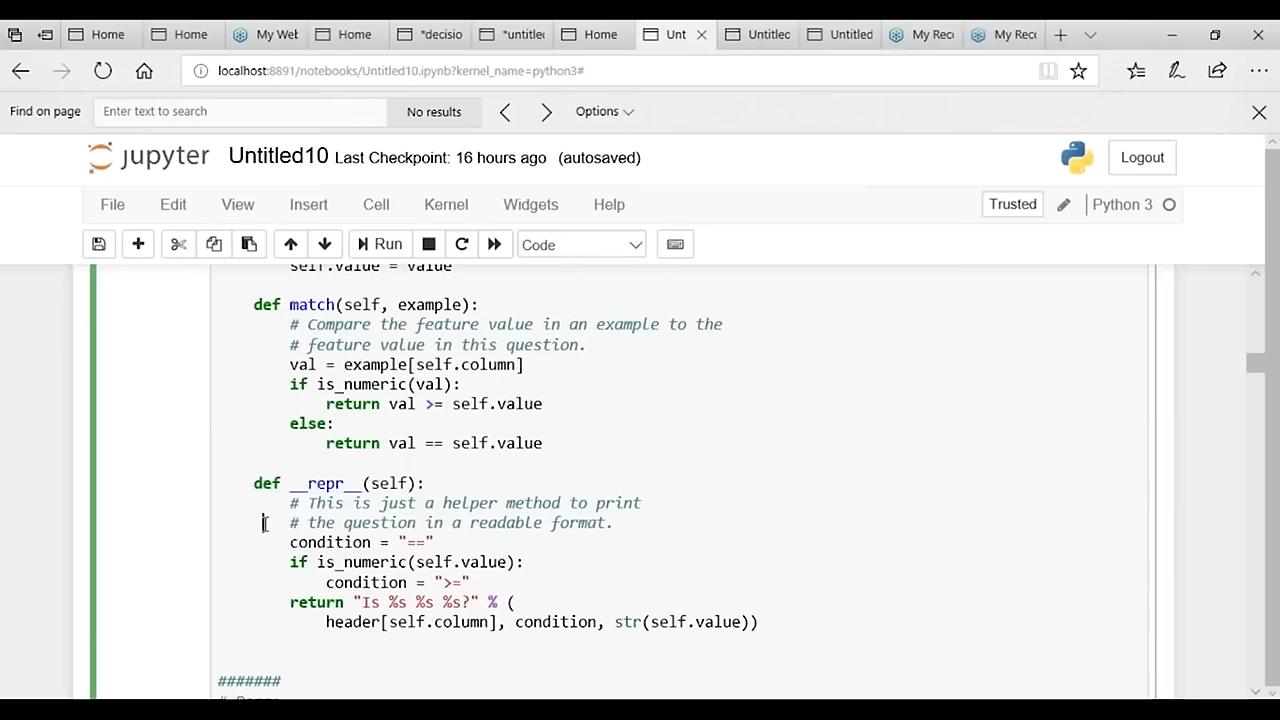 Home
Home
My Web
Home
*decisio
*untitlec
Home
Unt
Untitlec
Untitled
My Rec
My Rec
localhost:8891/notebooks/Untitled10.ipynb?kernel_name=python3#
Find on page
Enter text to search
No results
Options
jupyter
Untitled10 Last Checkpoint: 16 hours ago (autosaved)
Logout
File Edit View Insert Cell Kernel Widgets Help
Trusted
Python 3
Run
Code
self.value = value
def match(self, example):
# Compare the feature value in an example to the
# feature value in this question.
val = example[self.column]
if is_numeric(val):
return val >= self.value
else:
return val == self.value
def __repr__(self):
# This is just a helper method to print
# the question in a readable format.
condition = "=="
if is_numeric(self.value):
condition = ">="
return "Is %s %s %s?" % (
header[self.column], condition, str(self.value))
#######